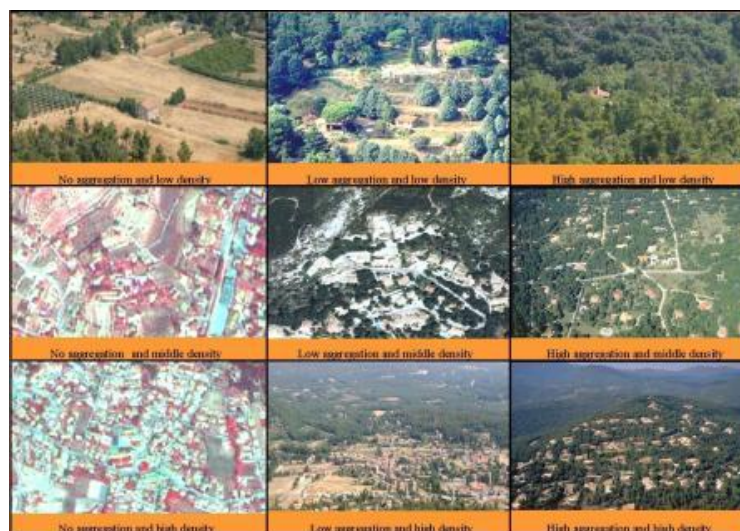 No aggregation and low density
Low aggregation and low density
High aggregation and low density
No aggregation and middle density
Low aggregation and middle density
High aggregation and middle density
No aggregation and high density
Low aggregation and high density
High aggregation and high density